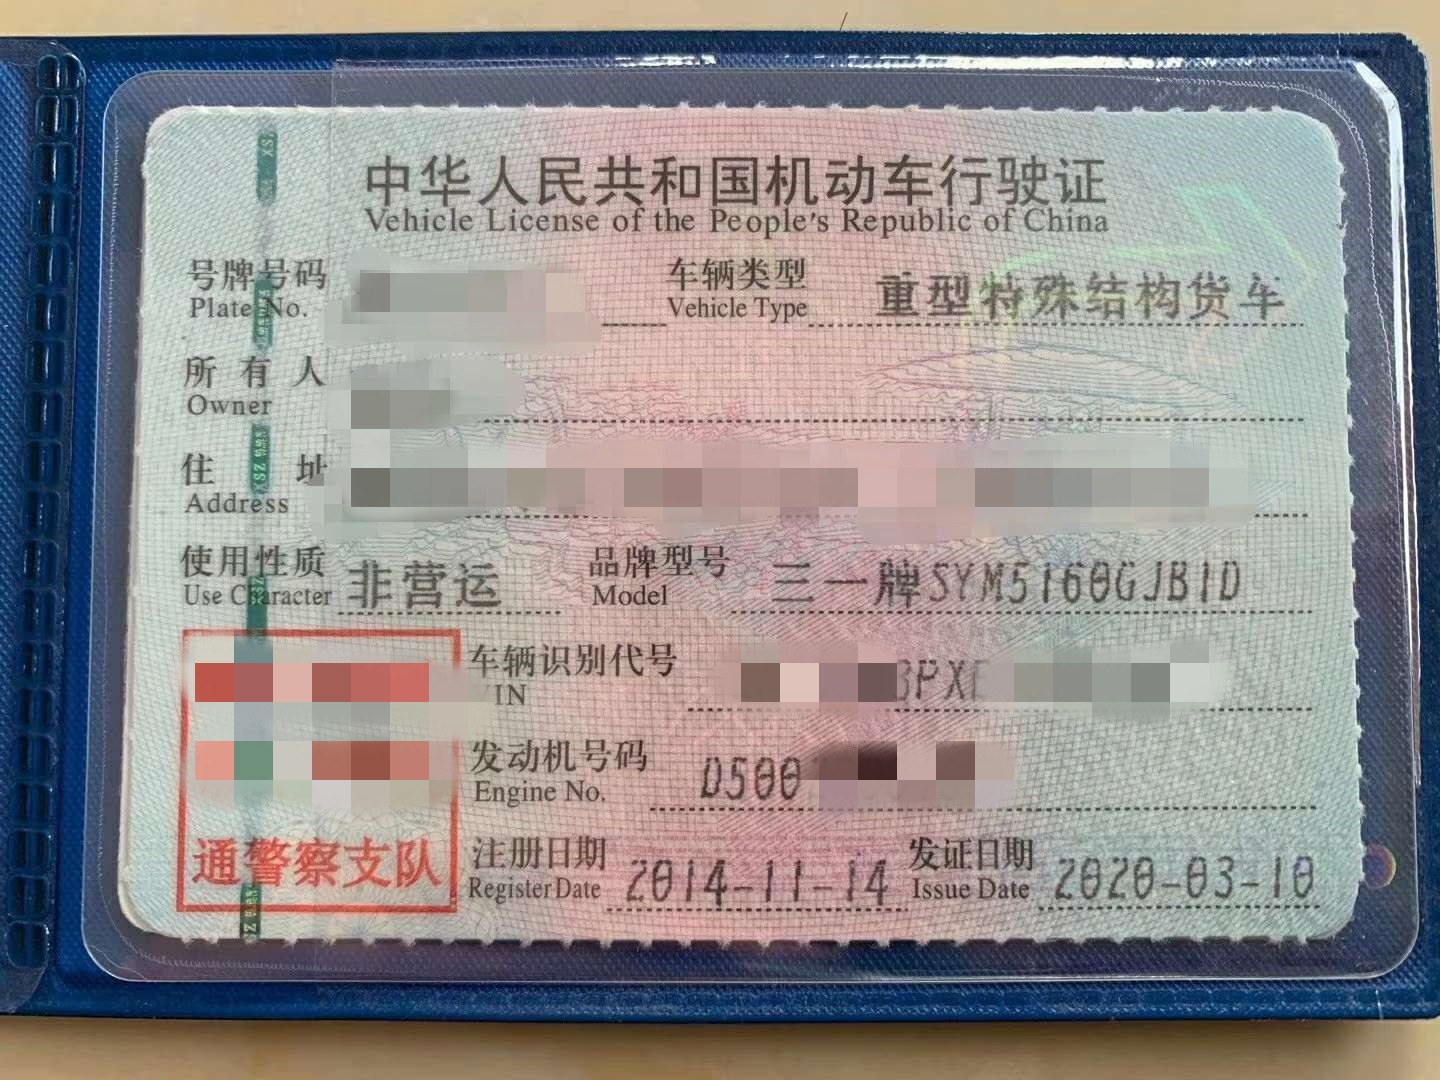 中华人民共和国机动车行驶证
Vehicle License of the People's Republic of China
号牌号码 车辆类型 重型特殊结构货车
Plate No. Vehicle Type
所有人
Owner
住址
Address
使用性质 非营运 品牌型号 三一牌SYM5160GJB1D
Use Character Model
车辆识别代号
VIN
发动机号码 D500
Engine No.
通警察支队
注册日期 2014-11-14 发证日期 2020-03-10
Register Date Issue Date